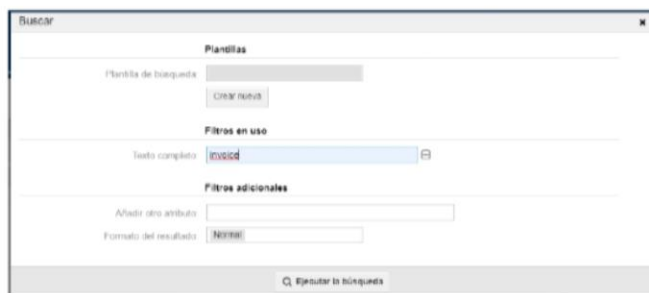 Buscar
Plantillas
Plantilla de búsqueda
Crear nueva
Filtros en uso
Texto completo invoice
Filtros adicionales
Añadir otro atributo
Formato del resultado Normal
Ejecutar la búsqueda